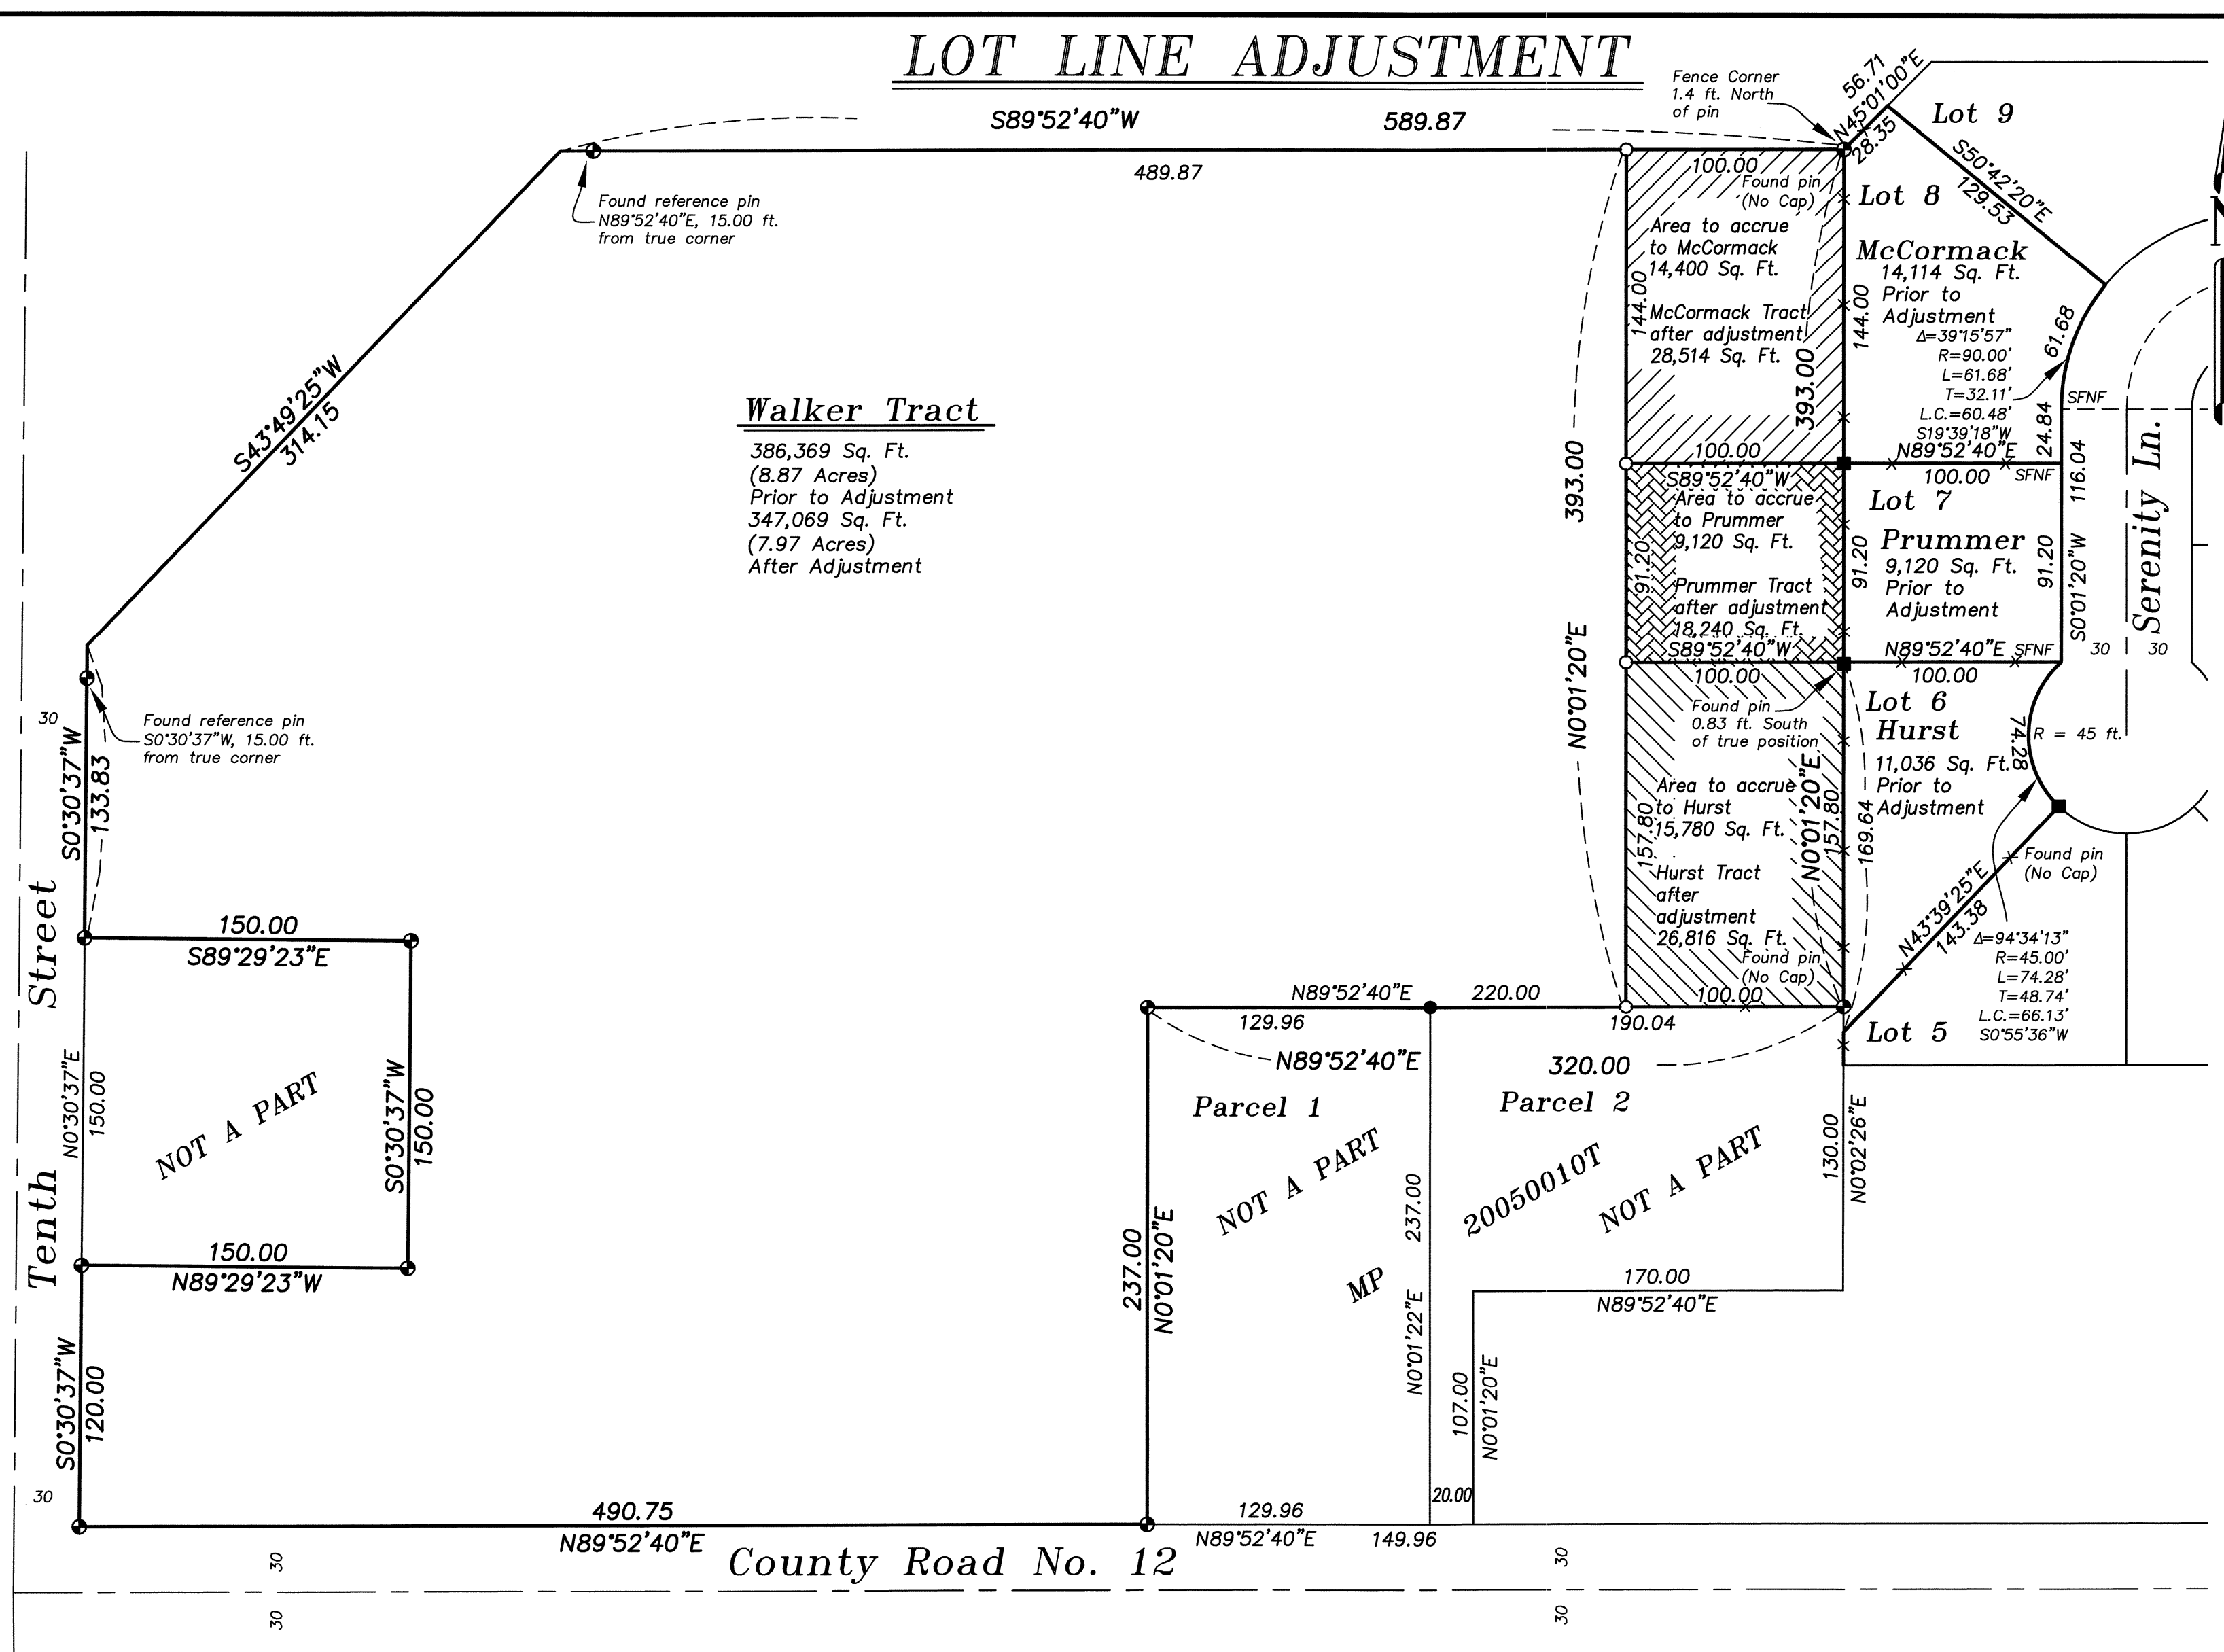 LOT LINE ADJUSTMENT
Fence Corner
1.4 ft. North
of pin
56.71
N45°01'00"E
28.35
Lot 9
S89°52'40"W
589.87
489.87
Found reference pin
N89°52'40"E, 15.00 ft.
from true corner
S43°49'25"W
314.15
Walker Tract
386,369 Sq. Ft.
(8.87 Acres)
Prior to Adjustment
347,069 Sq. Ft.
(7.97 Acres)
After Adjustment
100.00
Found pin
(No Cap)
Area to accrue
to McCormack
14,400 Sq. Ft.
144.00
McCormack Tract
after adjustment
28,514 Sq. Ft.
393.00
393.00
N0°01'20"E
100.00
S89°52'40"W
Area to accrue
to Prummer
9,120 Sq. Ft.
91.20
Prummer Tract
after adjustment
18,240 Sq. Ft.
S89°52'40"W
100.00
Found pin
0.83 ft. South
of true position
Area to accrue
to Hurst
15,780 Sq. Ft.
157.80
Hurst Tract
after
adjustment
26,816 Sq. Ft.
Found pin
(No Cap)
100.00
N0°01'20"E
157.80
169.64
Lot 8
S50°42'20"E
129.53
McCormack
14,114 Sq. Ft.
Prior to
Adjustment
144.00
Δ=39°15'57"
R=90.00'
L=61.68'
T=32.11'
L.C.=60.48'
S19°39'18"W
61.68
24.84
SFNF
N89°52'40"E
100.00
SFNF
116.04
Lot 7
Prummer
9,120 Sq. Ft.
Prior to
Adjustment
91.20
91.20
S0°01'20"W
Serenity Ln.
N89°52'40"E
SFNF
100.00
30
30
Lot 6
Hurst
11,036 Sq. Ft.
Prior to
Adjustment
74.28
R = 45 ft.
Found pin
(No Cap)
N43°39'25"E
143.38
Δ=94°34'13"
R=45.00'
L=74.28'
T=48.74'
L.C.=66.13'
S0°55'36"W
Lot 5
30
Found reference pin
S0°30'37"W, 15.00 ft.
from true corner
S0°30'37"W
133.83
150.00
S89°29'23"E
N0°30'37"E
150.00
NOT A PART
S0°30'37"W
150.00
150.00
N89°29'23"W
Tenth Street
S0°30'37"W
120.00
30
N89°52'40"E
220.00
129.96
190.04
N89°52'40"E
320.00
Parcel 1
Parcel 2
NOT A PART
NOT A PART
MP
20050010T
237.00
N0°01'20"E
237.00
N0°01'22"E
130.00
N0°02'26"E
170.00
N89°52'40"E
107.00
N0°01'20"E
20.00
490.75
N89°52'40"E
129.96
N89°52'40"E
149.96
County Road No. 12
30
30
30
30